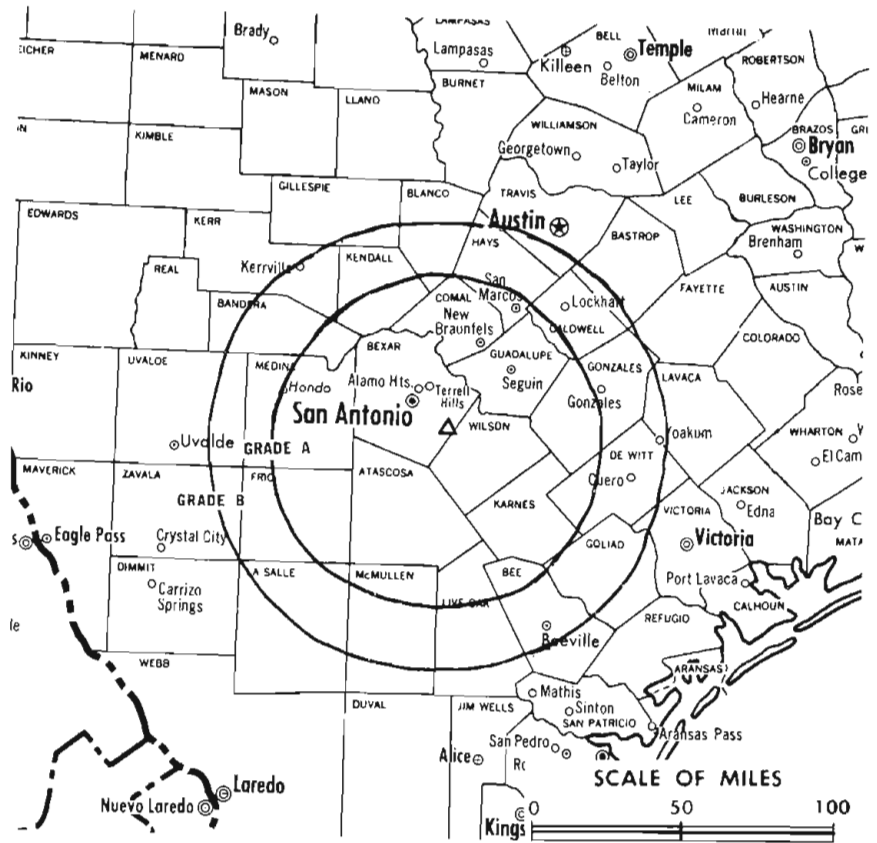 LAMPASAS
Brady
Lampasas
BELL
Temple
Killeen
Belton
ROBERTSON
MENARD
BURNET
MILAM
MASON
LLANO
Hearne
Cameron
WILLIAMSON
BRAZOS
GRI
KIMBLE
Georgetown
Taylor
Bryan
College
GILLESPIE
BLANCO
TRAVIS
LEE
BURLESON
EDWARDS
KERR
Austin
WASHINGTON
HAYS
BASTROP
Brenham
REAL
Kerrville
KENDALL
San
Marcos
FAYETTE
AUSTIN
BANDERA
COMAL
New
Braunfels
Lockhart
CALDWELL
COLORADO
KINNEY
UVALDE
MEDINA
BEXAR
GUADALUPE
Seguin
GONZALES
Gonzales
LAVACA
Rio
Hondo
Alamo Hts.
Terrell
Hills
Rose
San Antonio
WILSON
Uvalde
GRADE A
Yoakum
WHARTON
El Cam
MAVERICK
ZAVALA
FRIO
ATASCOSA
DE WITT
Cuero
GRADE B
KARNES
JACKSON
Edna
VICTORIA
Bay C
MATA
Eagle Pass
Crystal City
GOLIAD
Victoria
DIMMIT
Carrizo
Springs
A SALLE
McMULLEN
BEE
Port Lavaca
CALHOUN
LIVE OAK
REFUGIO
Beeville
WEBB
ARANSAS
DUVAL
JIM WELLS
Mathis
Sinton
SAN PATRICIO
Aransas Pass
Alice
San Pedro
Laredo
Nuevo Laredo
SCALE OF MILES
0 50 100
Kings